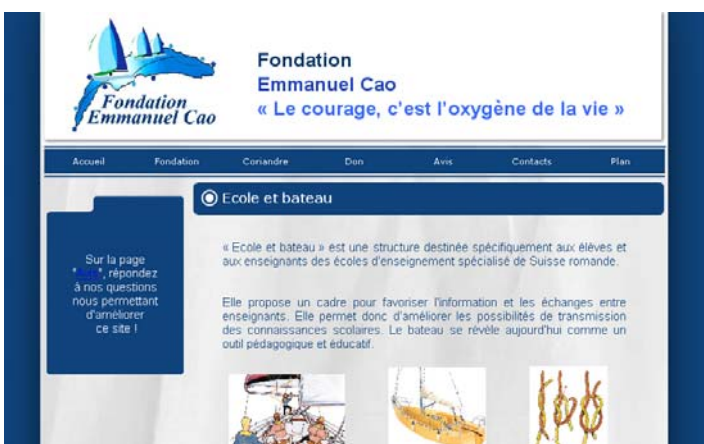 Fondation
Emmanuel Cao
Fondation
Emmanuel Cao
« Le courage, c'est l'oxygène de la vie »
Accueil Fondation Coriandre Don Avis Contacts Plan
Ecole et bateau
Sur la page
"Avis", répondez
à nos questions
nous permettant
d'améliorer
ce site !
« Ecole et bateau » est une structure destinée spécifiquement aux élèves et
aux enseignants des écoles d'enseignement spécialisé de Suisse romande.
Elle propose un cadre pour favoriser l'information et les échanges entre
enseignants. Elle permet donc d'améliorer les possibilités de transmission
des connaissances scolaires. Le bateau se révèle aujourd'hui comme un
outil pédagogique et éducatif.